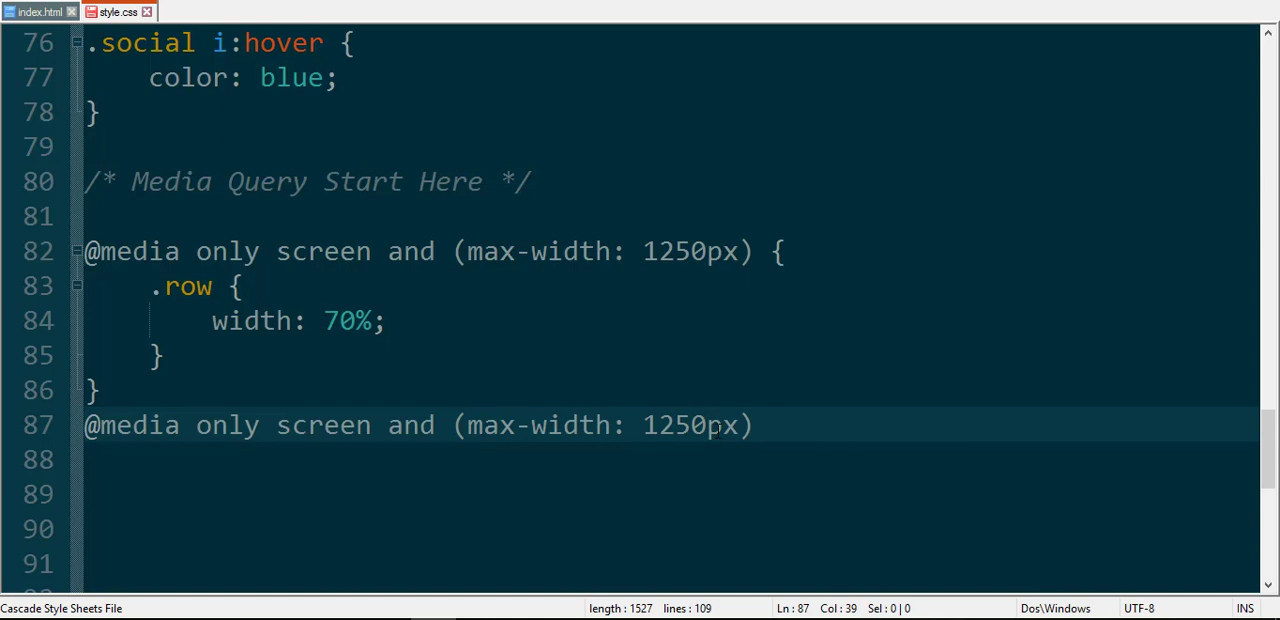 index.html style.css
76 .social i:hover {
77 color: blue;
78 }
79
80 /* Media Query Start Here */
81
82 @media only screen and (max-width: 1250px) {
83 .row {
84 width: 70%;
85 }
86 }
87 @media only screen and (max-width: 1250px)
88
89
90
91
Cascade Style Sheets File length : 1527 lines : 109 Ln : 87 Col : 39 Sel : 0 | 0 Dos\Windows UTF-8 INS